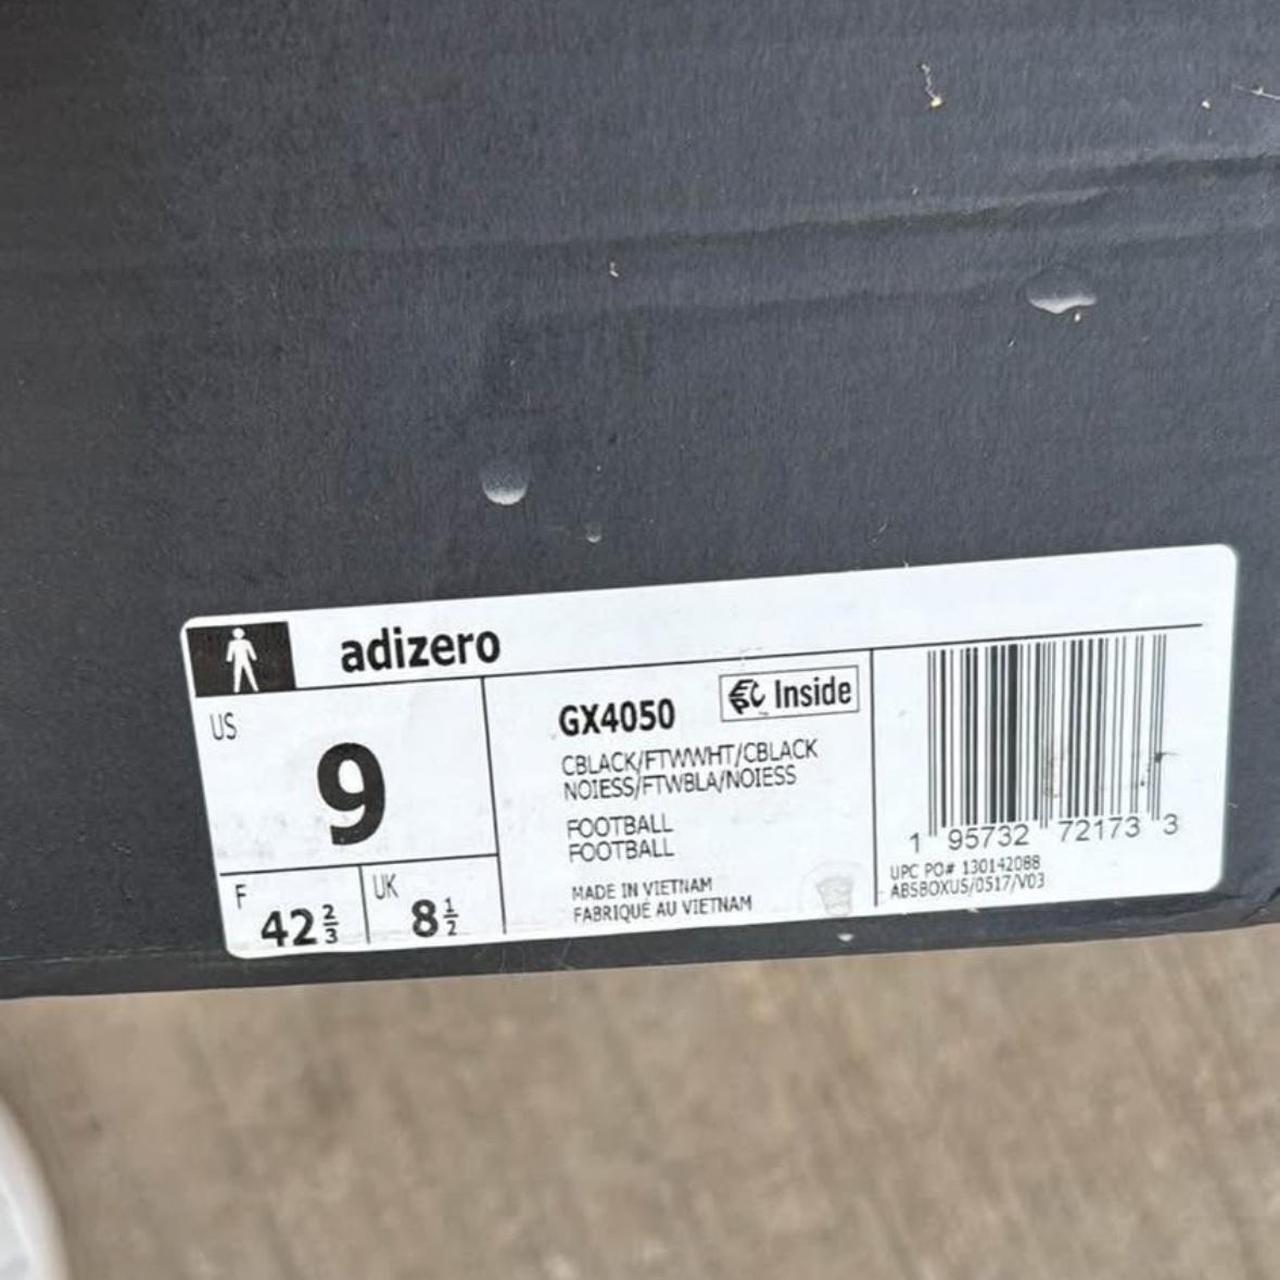 adizero
US
9
F
42 2/3
UK
8 1/2
GX4050
EPC Inside
CBLACK/FTWWHT/CBLACK
NOIESS/FTWBLA/NOIESS
FOOTBALL
FOOTBALL
MADE IN VIETNAM
FABRIQUÉ AU VIETNAM
1 95732 72173 3
UPC PO# 130142088
ABSBOXUS/0517/V03